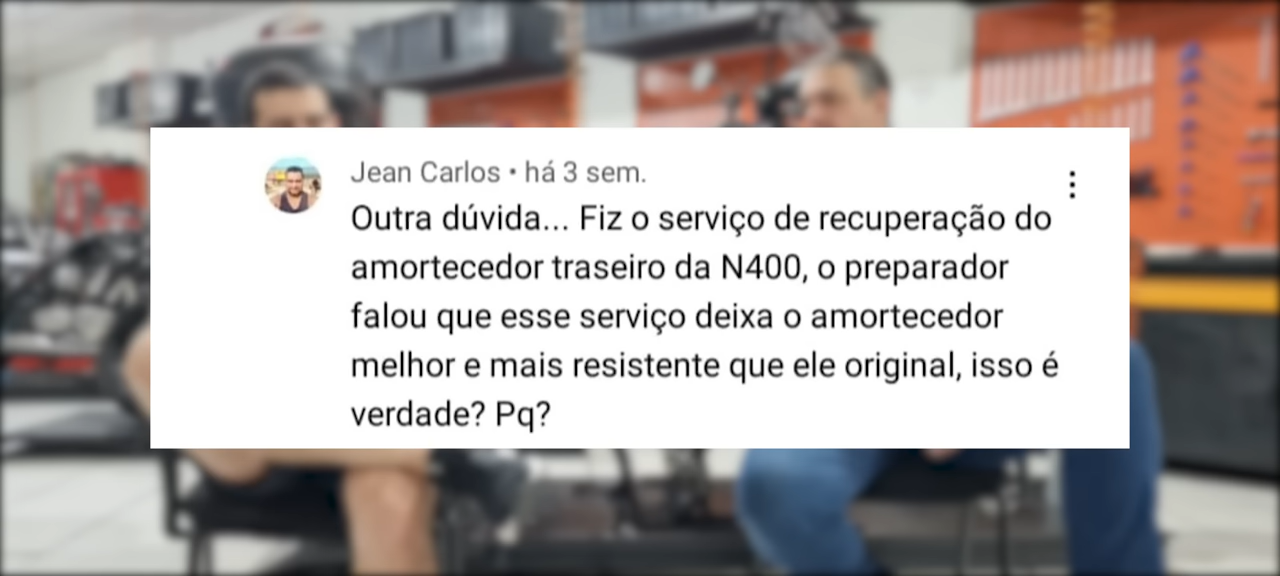 Jean Carlos • há 3 sem.
Outra dúvida... Fiz o serviço de recuperação do
amortecedor traseiro da N400, o preparador
falou que esse serviço deixa o amortecedor
melhor e mais resistente que ele original, isso é
verdade? Pq?